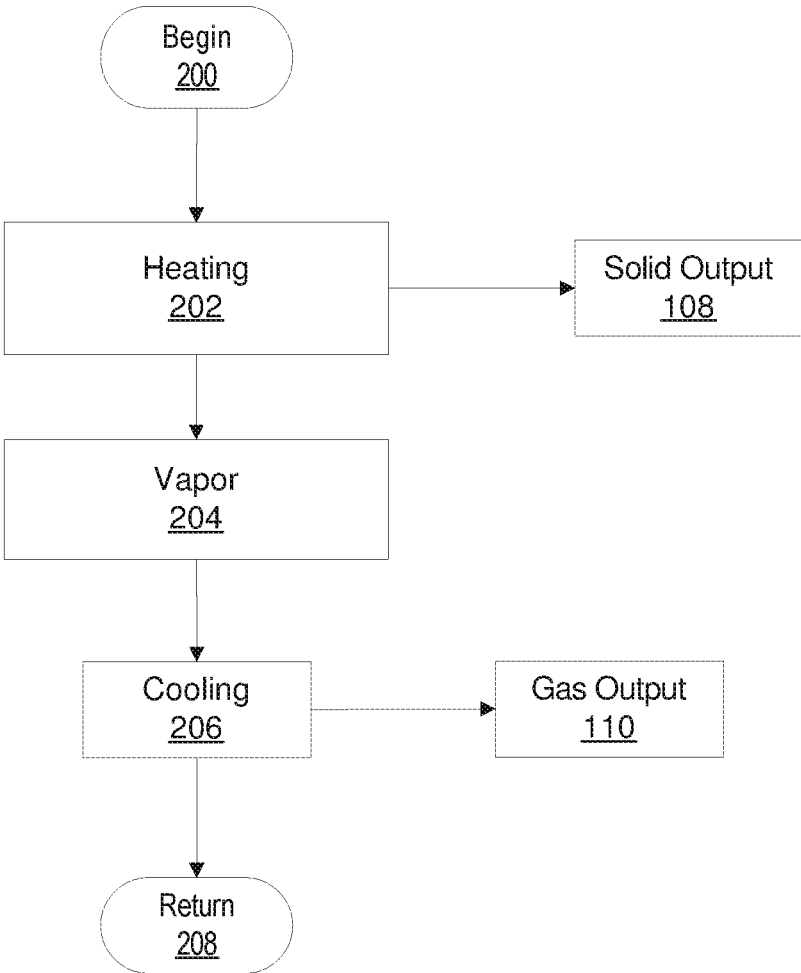 Begin
200
Heating
202
Solid Output
108
Vapor
204
Cooling
206
Gas Output
110
Return
208